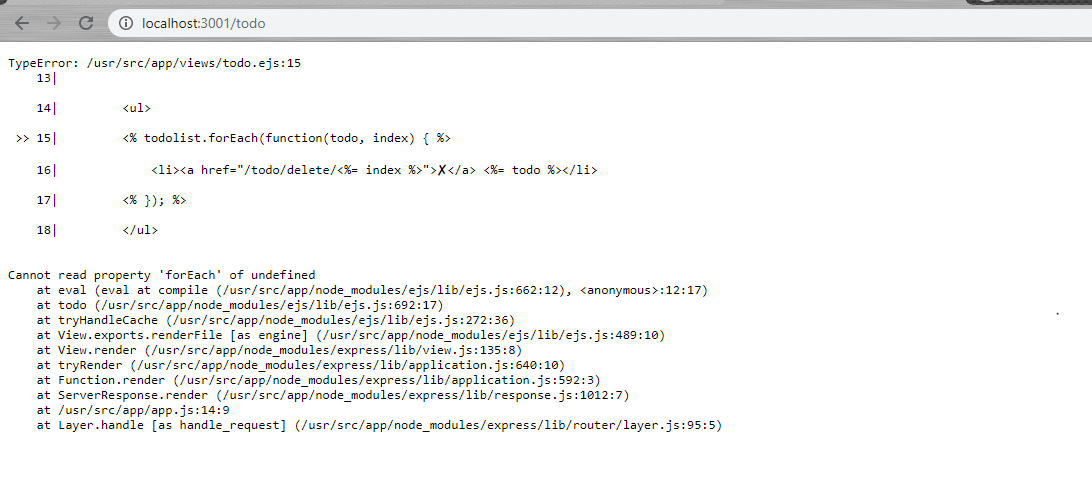 localhost:3001/todo
TypeError: /usr/src/app/views/todo.ejs:15
13|
14| <ul>
>> 15| <% todolist.forEach(function(todo, index) { %>
16| <li><a href="/todo/delete/<%= index %>">✘</a> <%= todo %></li>
17| <% }); %>
18| </ul>
Cannot read property 'forEach' of undefined
at eval (eval at compile (/usr/src/app/node_modules/ejs/lib/ejs.js:662:12), <anonymous>:12:17)
at todo (/usr/src/app/node_modules/ejs/lib/ejs.js:692:17)
at tryHandleCache (/usr/src/app/node_modules/ejs/lib/ejs.js:272:36)
at View.exports.renderFile [as engine] (/usr/src/app/node_modules/ejs/lib/ejs.js:489:10)
at View.render (/usr/src/app/node_modules/express/lib/view.js:135:8)
at tryRender (/usr/src/app/node_modules/express/lib/application.js:640:10)
at Function.render (/usr/src/app/node_modules/express/lib/application.js:592:3)
at ServerResponse.render (/usr/src/app/node_modules/express/lib/response.js:1012:7)
at /usr/src/app/app.js:14:9
at Layer.handle [as handle_request] (/usr/src/app/node_modules/express/lib/router/layer.js:95:5)